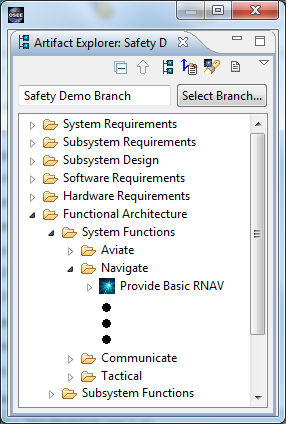 OSEE
Artifact Explorer: Safety D
Safety Demo Branch
Select Branch...
System Requirements
Subsystem Requirements
Subsystem Design
Software Requirements
Hardware Requirements
Functional Architecture
System Functions
Aviate
Navigate
Provide Basic RNAV
Communicate
Tactical
Subsystem Functions